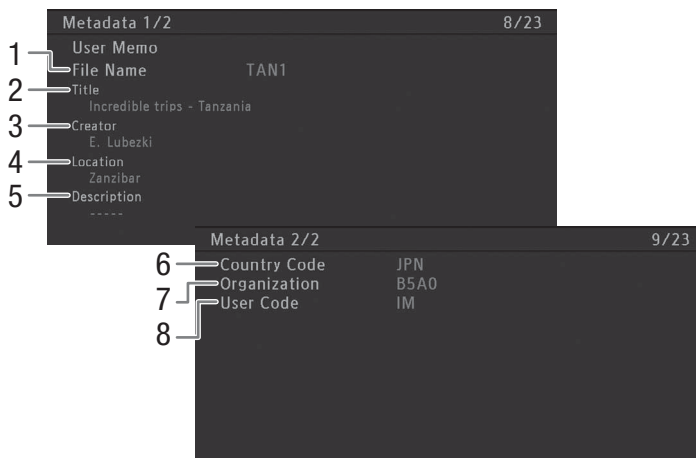 Metadata 1/2 8/23
User Memo
1 File Name TAN1
2 Title
Incredible trips - Tanzania
3 Creator
E. Lubezki
4 Location
Zanzibar
5 Description
-----
Metadata 2/2 9/23
6 Country Code JPN
7 Organization B5A0
8 User Code IM